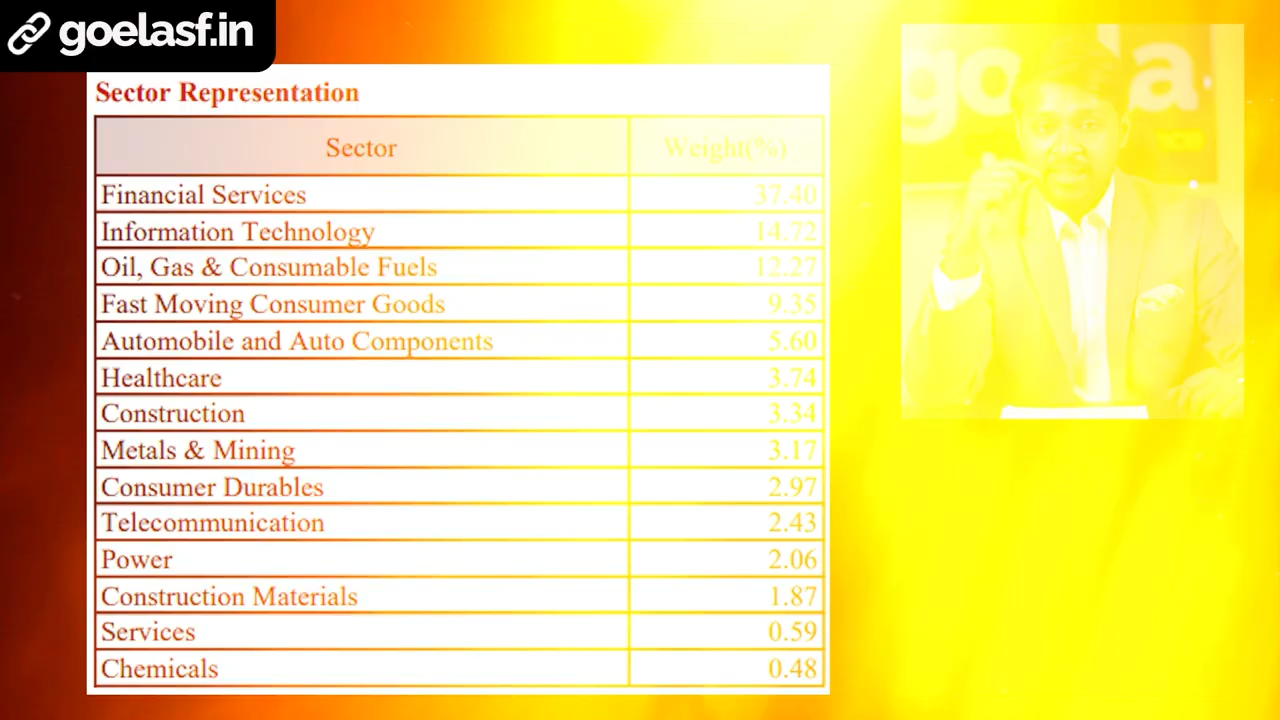 goelasf.in
Sector Representation
Sector Weight(%)
Financial Services 37.40
Information Technology 14.72
Oil, Gas & Consumable Fuels 12.27
Fast Moving Consumer Goods 9.35
Automobile and Auto Components 5.60
Healthcare 3.74
Construction 3.34
Metals & Mining 3.17
Consumer Durables 2.97
Telecommunication 2.43
Power 2.06
Construction Materials 1.87
Services 0.59
Chemicals 0.48